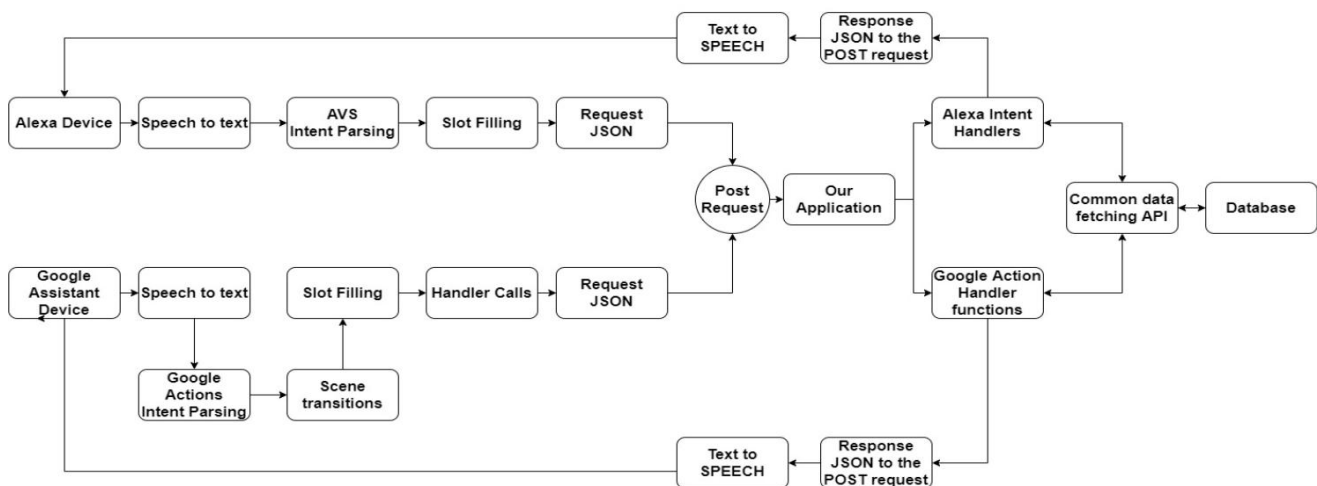 Text to
SPEECH
Response
JSON to the
POST request
Alexa Device
Speech to text
AVS
Intent Parsing
Slot Filling
Request
JSON
Alexa Intent
Handlers
Post
Request
Our
Application
Common data
fetching API
Database
Google
Assistant
Device
Speech to text
Slot Filling
Handler Calls
Request
JSON
Google Action
Handler
functions
Google
Actions
Intent Parsing
Scene
transitions
Text to
SPEECH
Response
JSON to the
POST request